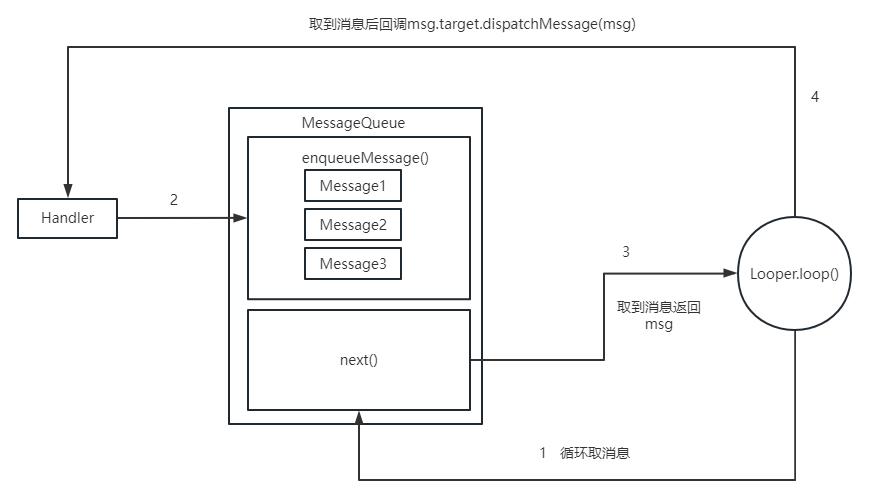 取到消息后回调msg.target.dispatchMessage(msg)
4
MessageQueue
enqueueMessage()
Message1
Message2
Message3
Handler
2
3
Looper.loop()
取到消息返回
msg
next()
1 循环取消息